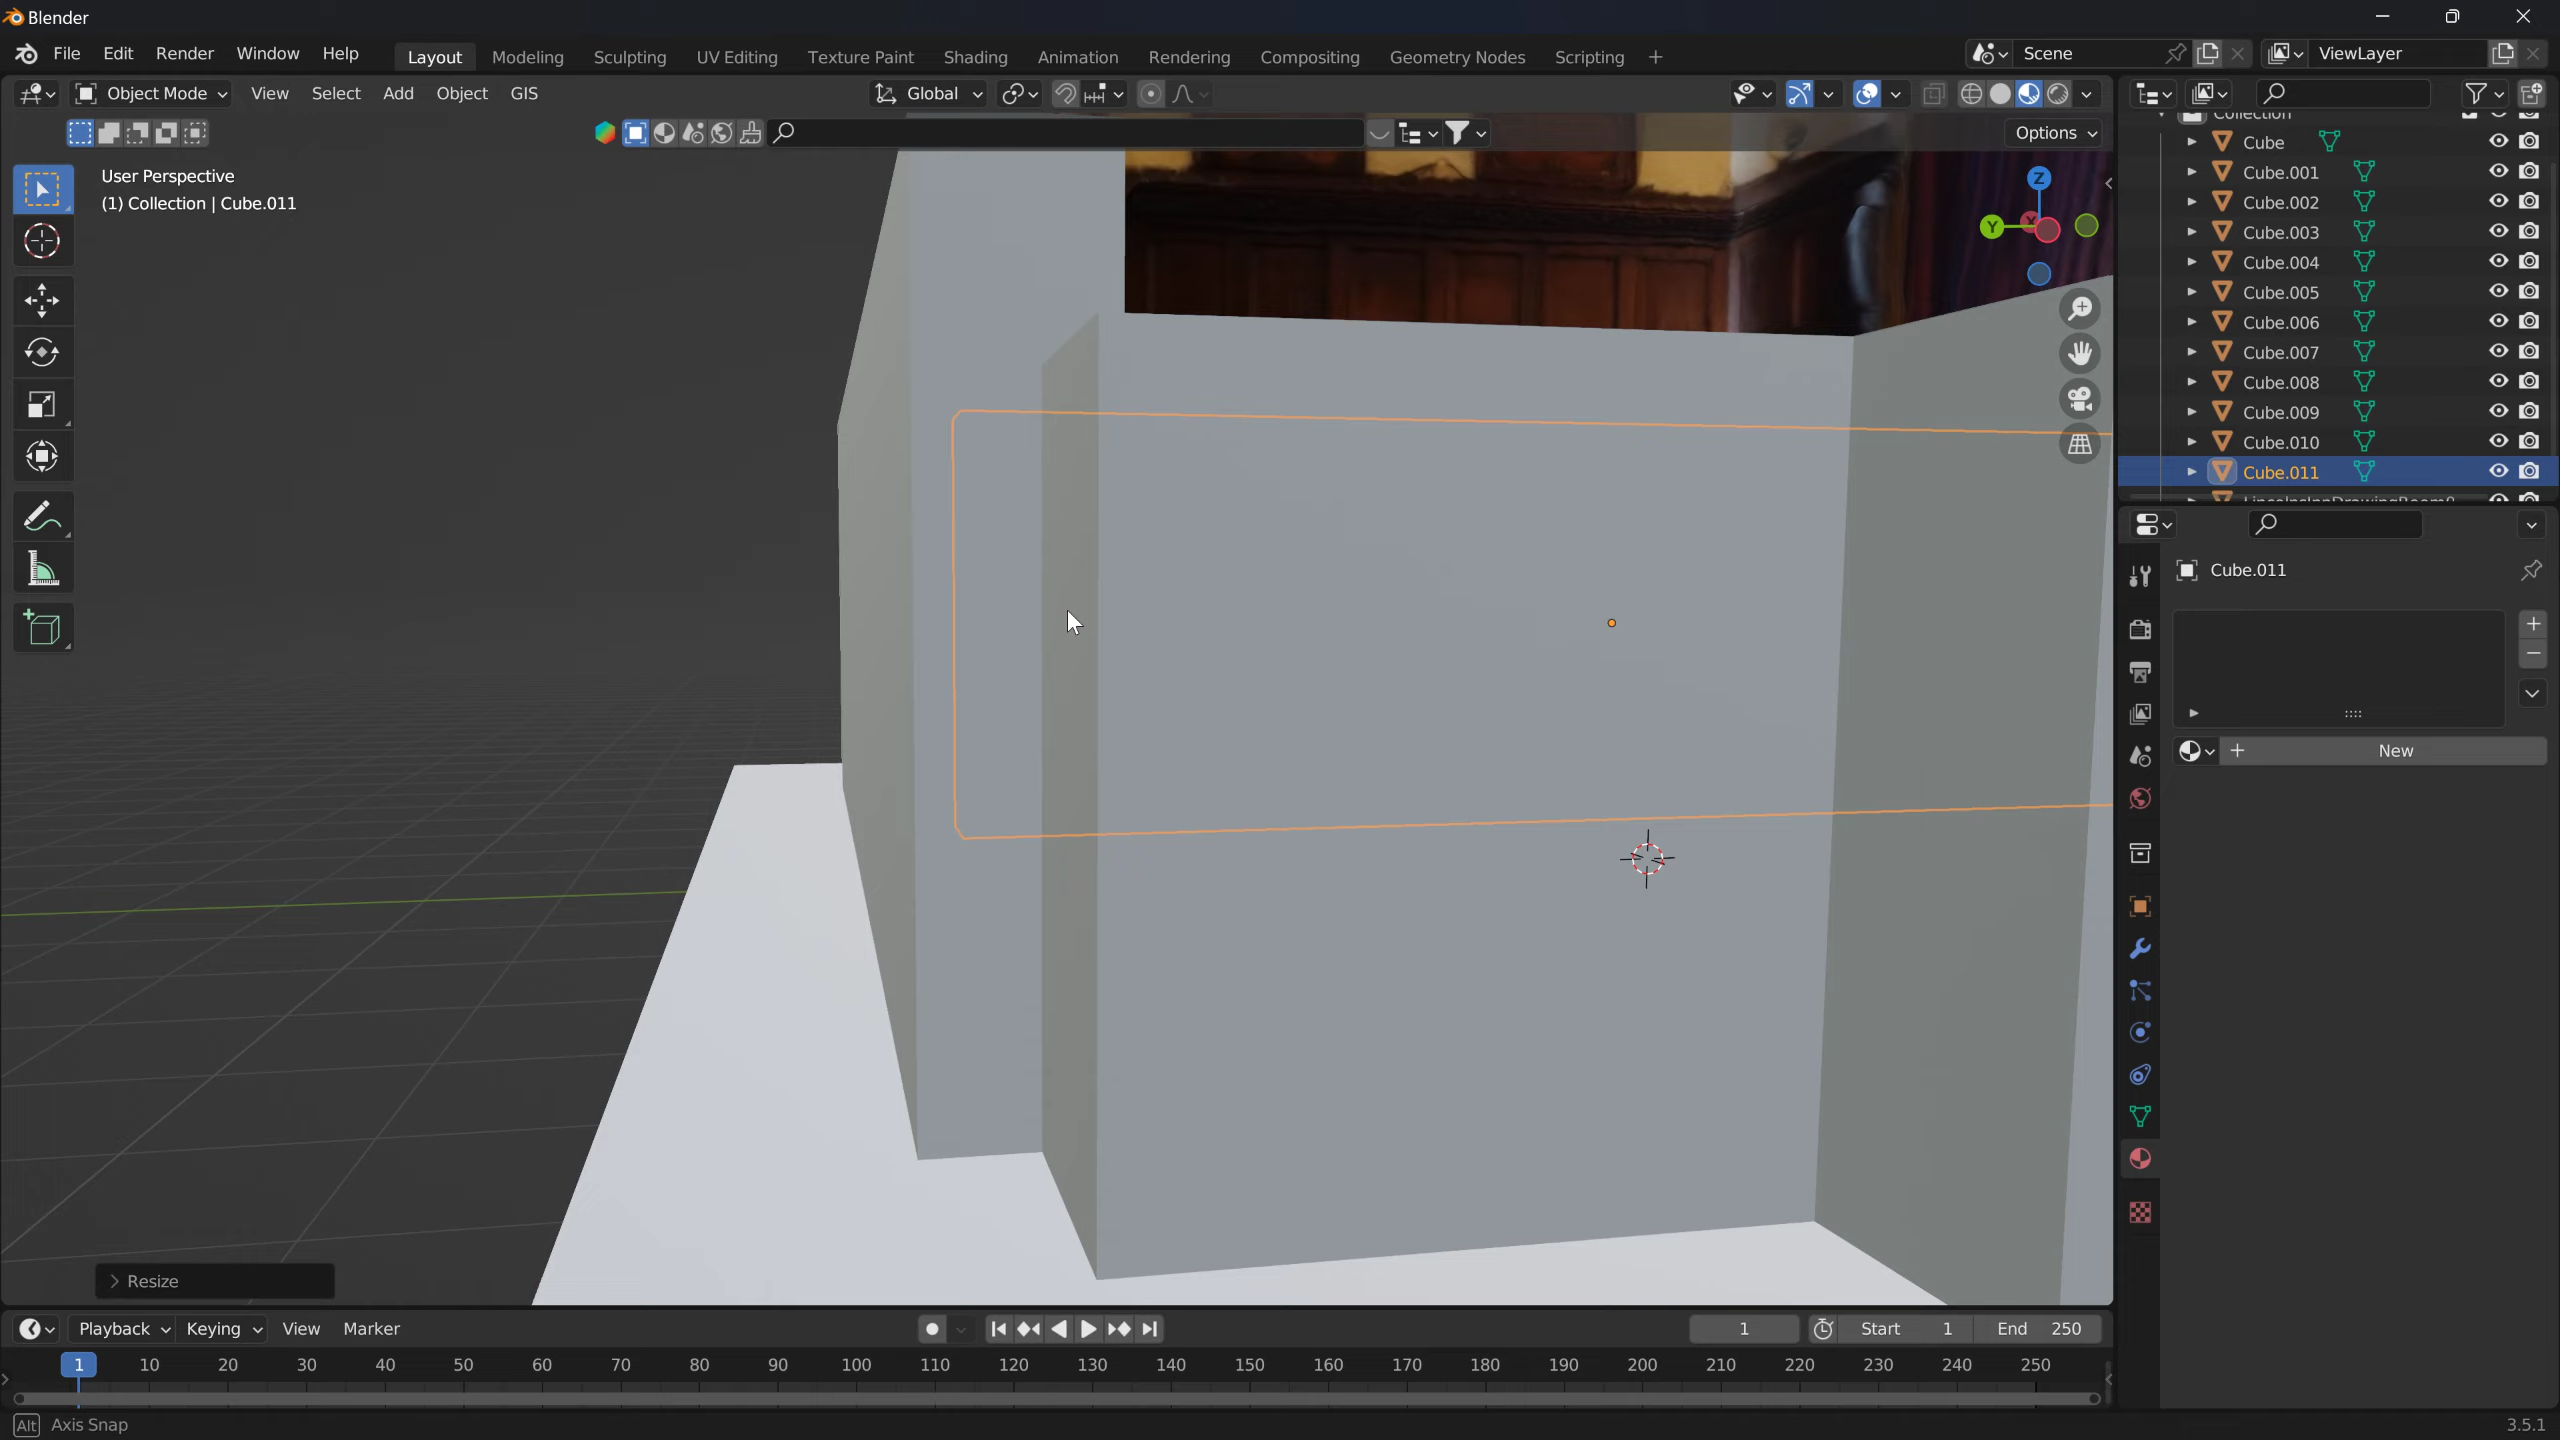 Blender
File Edit Render Window Help Layout Modeling Sculpting UV Editing Texture Paint Shading Animation Rendering Compositing Geometry Nodes Scripting + Scene ViewLayer
Object Mode View Select Add Object GIS Global
Options
User Perspective
(1) Collection | Cube.011
Z
Y
X
Resize
Collection
Cube
Cube.001
Cube.002
Cube.003
Cube.004
Cube.005
Cube.006
Cube.007
Cube.008
Cube.009
Cube.010
Cube.011
Cube.011
New
Playback Keying View Marker 1 Start 1 End 250
1 10 20 30 40 50 60 70 80 90 100 110 120 130 140 150 160 170 180 190 200 210 220 230 240 250
Alt Axis Snap 3.5.1